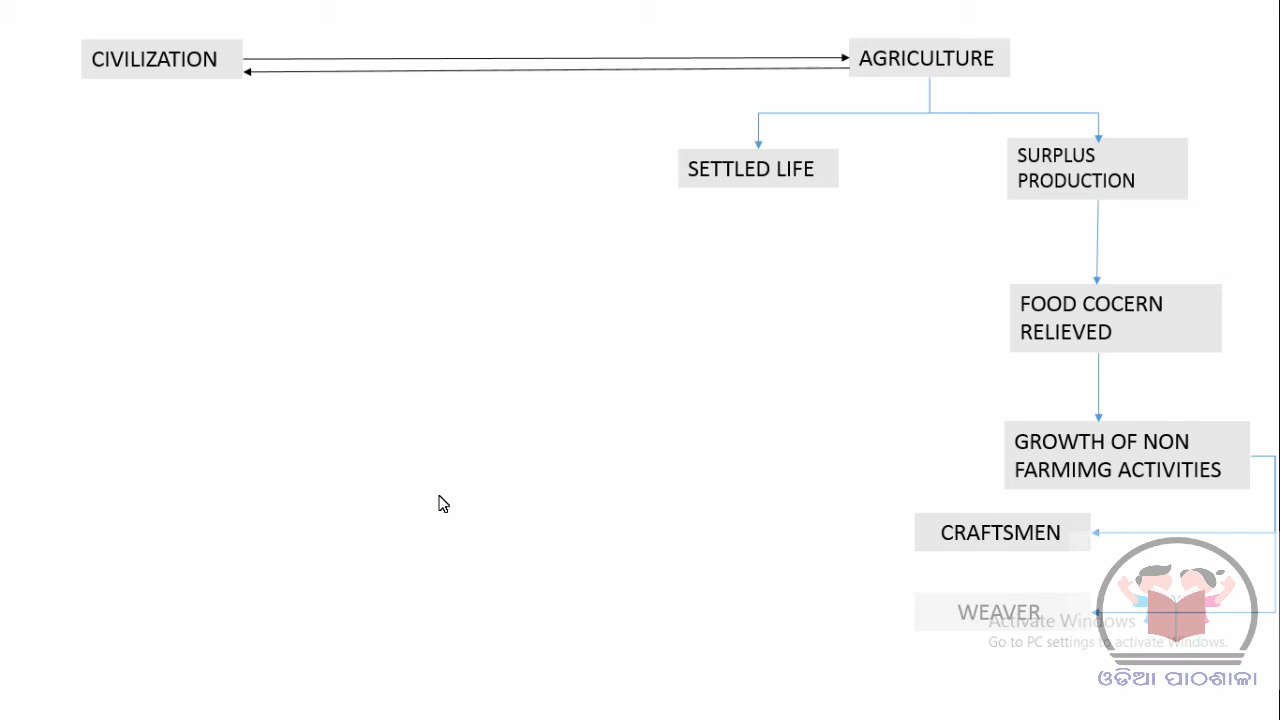 CIVILIZATION
AGRICULTURE
SETTLED LIFE
SURPLUS
PRODUCTION
FOOD COCERN
RELIEVED
GROWTH OF NON
FARMIMG ACTIVITIES
CRAFTSMEN
WEAVER
Activate Windows
Go to PC settings to activate Windows.
ଓଡିଆ ପାଠଶାଳା